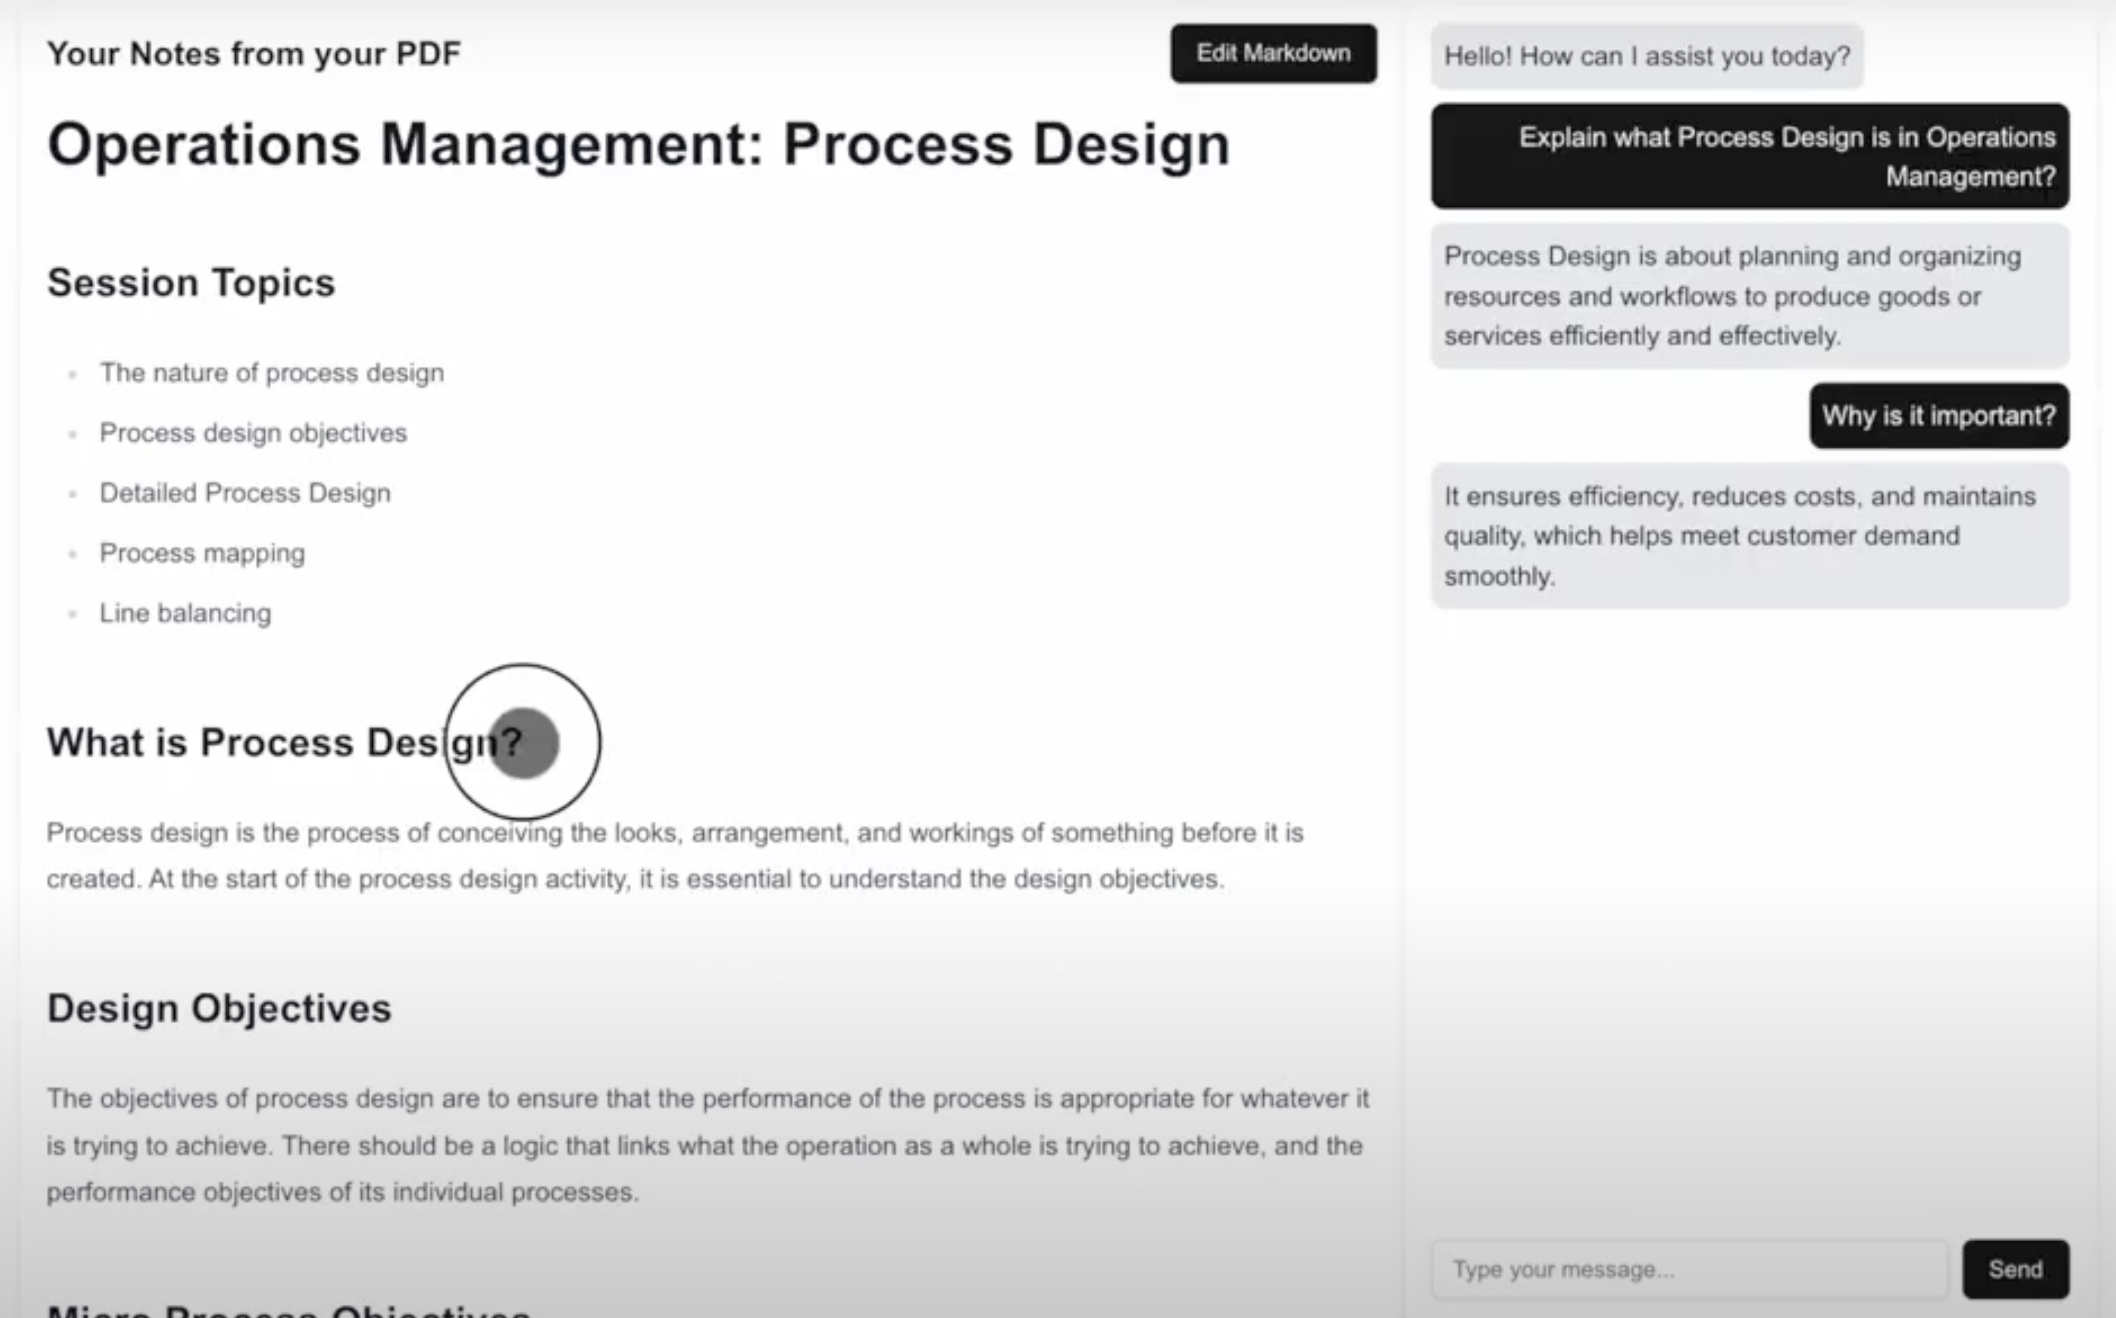 Your Notes from your PDF
Edit Markdown
Operations Management: Process Design
Session Topics
The nature of process design
Process design objectives
Detailed Process Design
Process mapping
Line balancing
What is Process Design?
Process design is the process of conceiving the looks, arrangement, and workings of something before it is
created. At the start of the process design activity, it is essential to understand the design objectives.
Design Objectives
The objectives of process design are to ensure that the performance of the process is appropriate for whatever it
is trying to achieve. There should be a logic that links what the operation as a whole is trying to achieve, and the
performance objectives of its individual processes.
Micro Process Objectives
Hello! How can I assist you today?
Explain what Process Design is in Operations
Management?
Process Design is about planning and organizing
resources and workflows to produce goods or
services efficiently and effectively.
Why is it important?
It ensures efficiency, reduces costs, and maintains
quality, which helps meet customer demand
smoothly.
Type your message...
Send